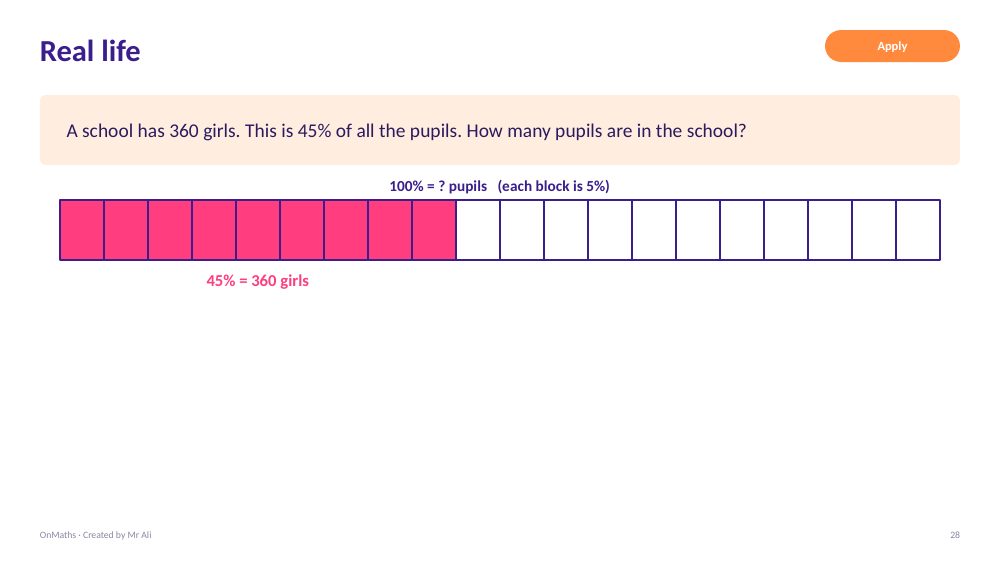 Real life
Apply
A school has 360 girls. This is 45% of all the pupils. How many pupils are in the school?
100% = ? pupils (each block is 5%)
45% = 360 girls
OnMaths · Created by Mr Ali
28